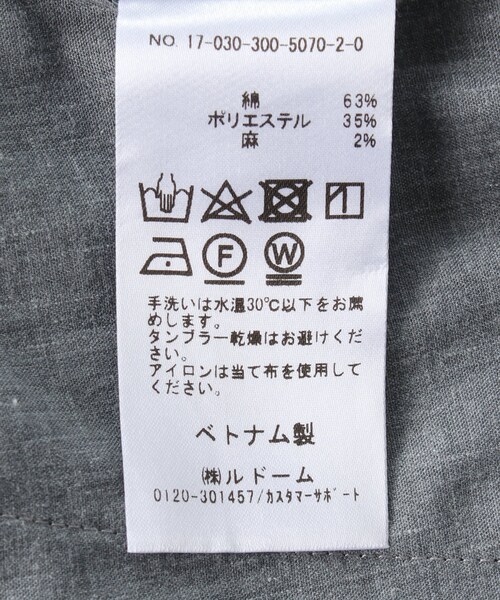 NO. 17-030-300-5070-2-0
綿 63%
ポリエステル 35%
麻 2%
F W
手洗いは水温30℃以下をお薦
めします。
タンブラー乾燥はお避けくだ
さい。
アイロンは当て布を使用して
ください。
ベトナム製
㈱ルドーム
0120-301457/カスタマーサポート